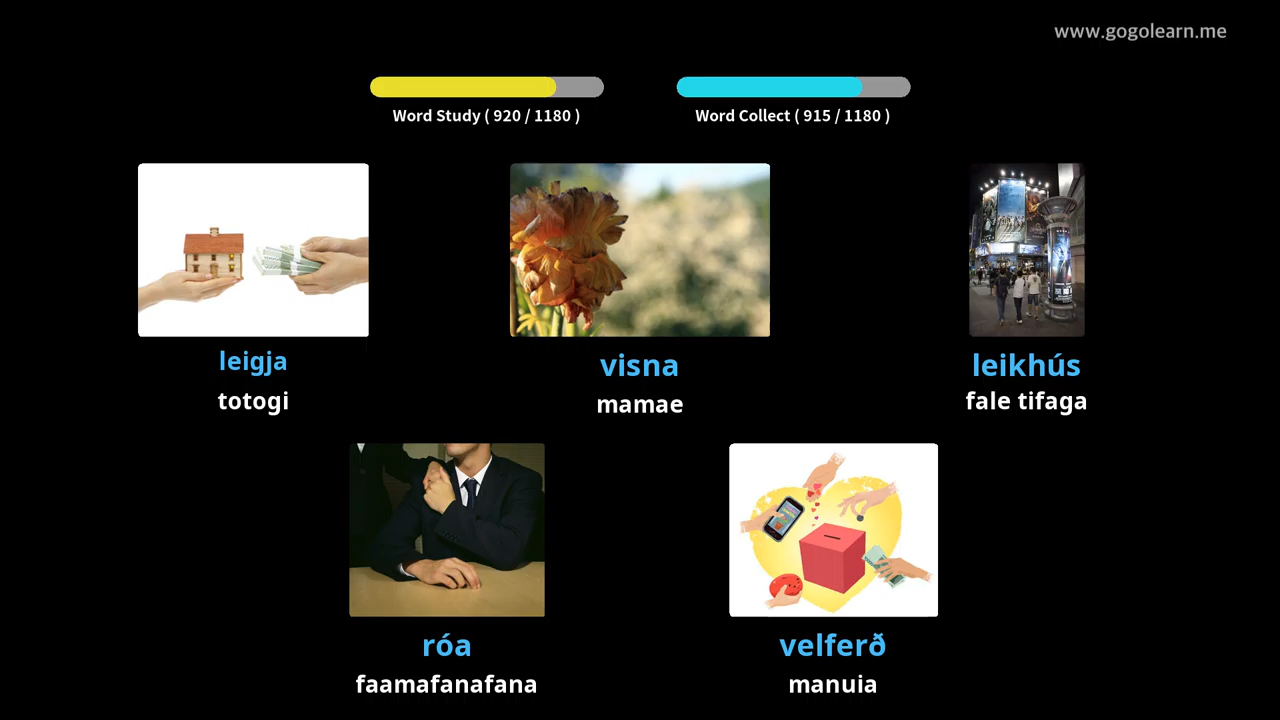 www.gogolearn.me
Word Study ( 920 / 1180 )
Word Collect ( 915 / 1180 )
leigja
totogi
visna
mamae
leikhús
fale tifaga
róa
faamafanafana
velferð
manuia